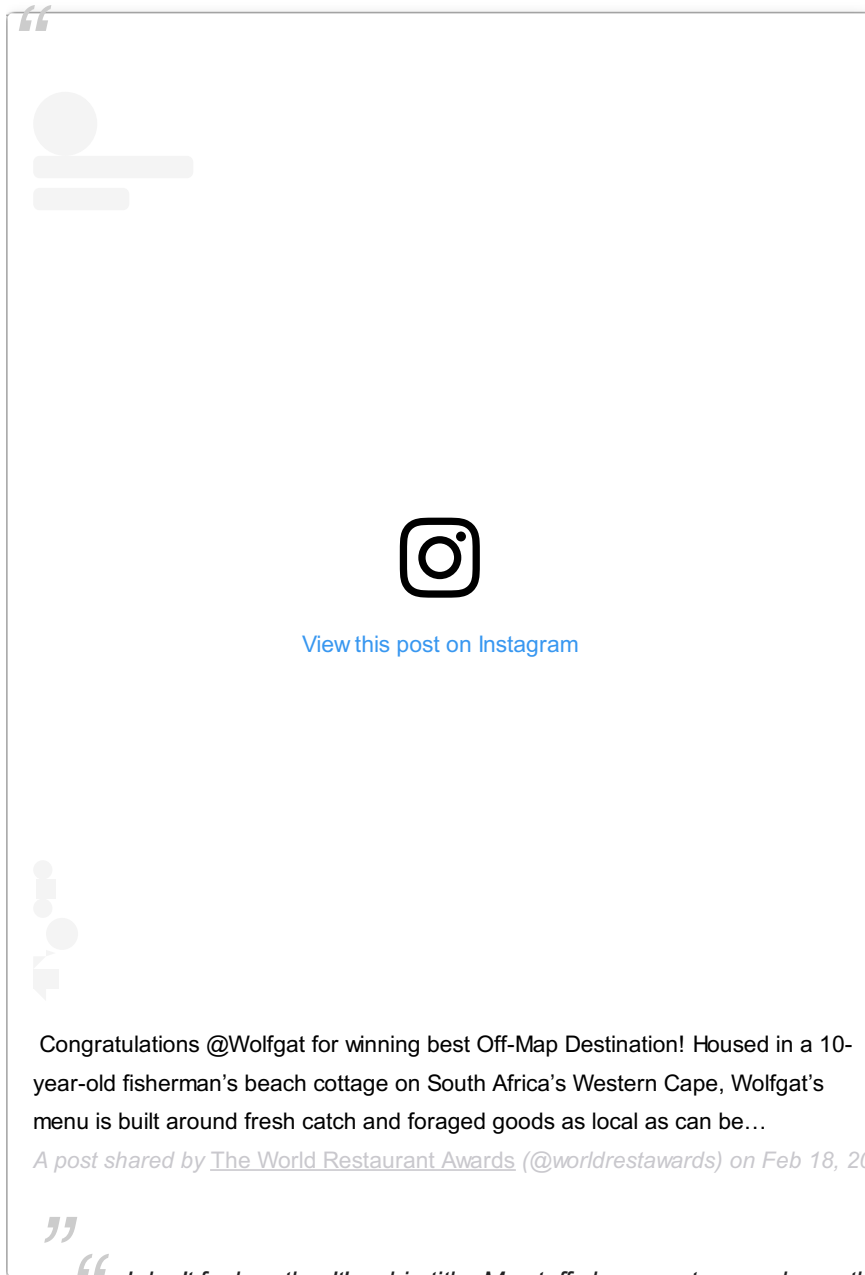 “
View this post on Instagram
Congratulations @Wolfgat for winning best Off-Map Destination! Housed in a 10-
year-old fisherman’s beach cottage on South Africa’s Western Cape, Wolfgat’s
menu is built around fresh catch and foraged goods as local as can be…
A post shared by The World Restaurant Awards (@worldrestawards) on Feb 18, 20
”
“